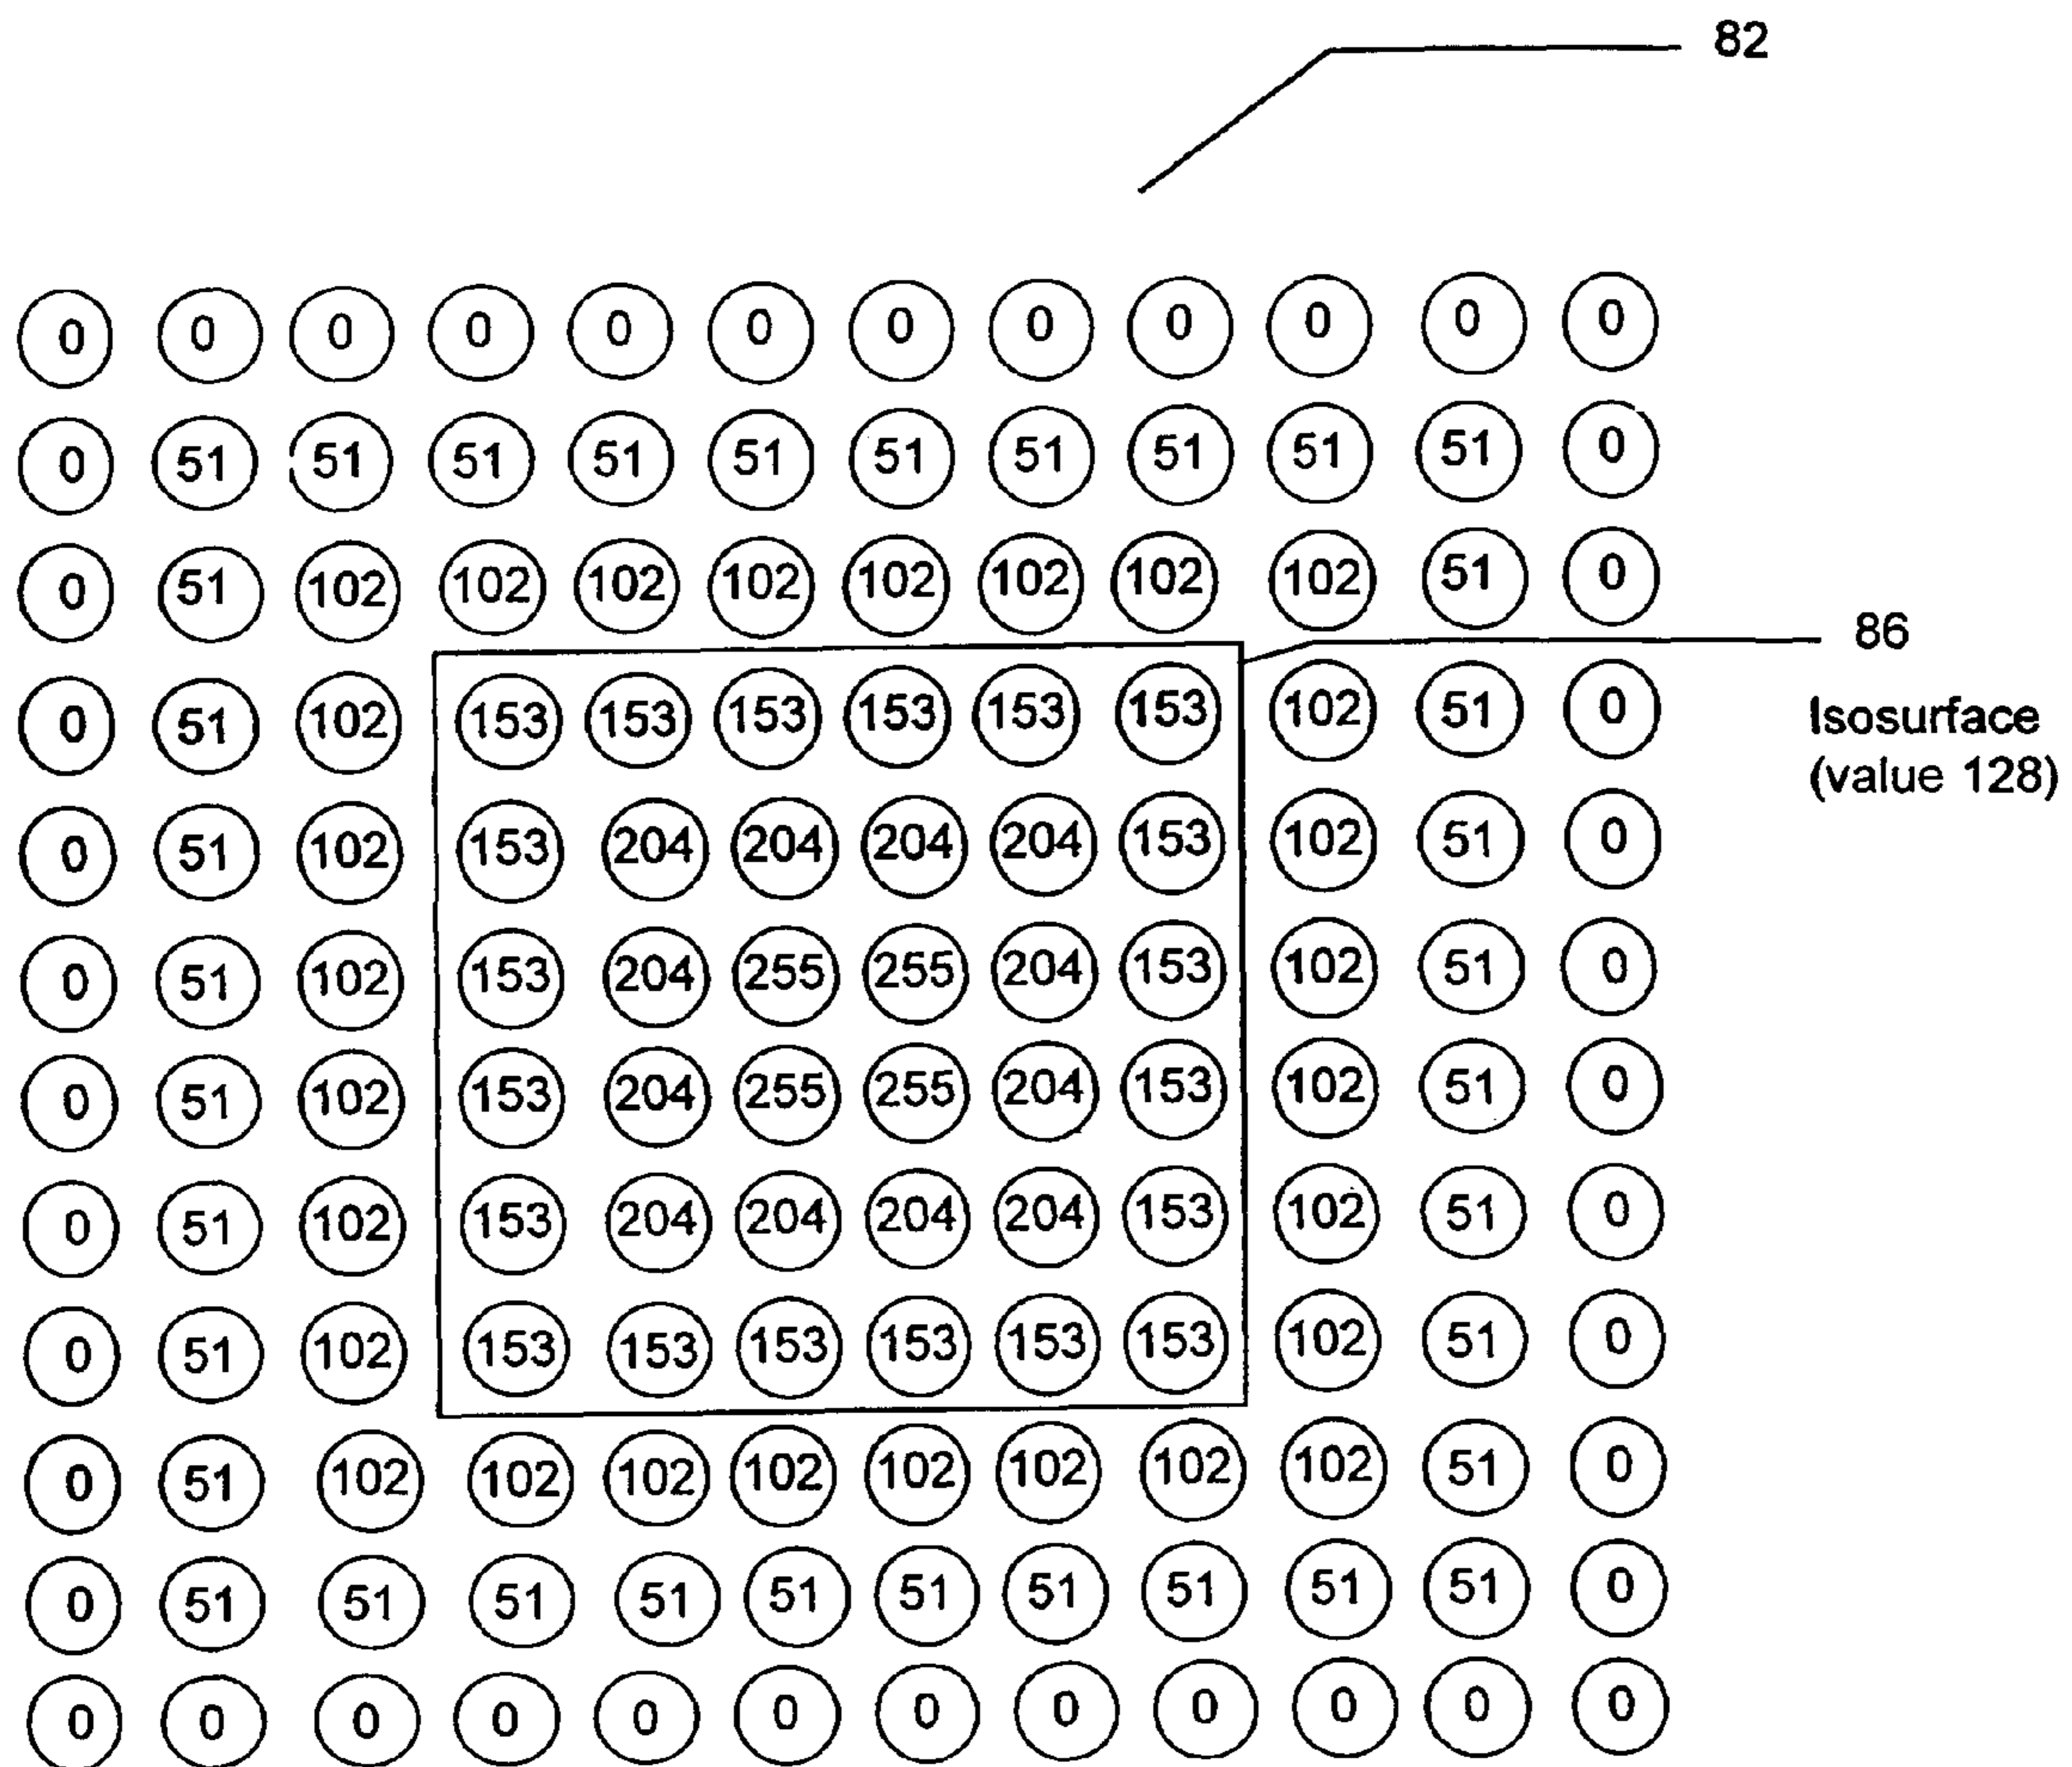 82
0 0 0 0 0 0 0 0 0 0 0 0
0 51 51 51 51 51 51 51 51 51 51 0
0 51 102 102 102 102 102 102 102 102 51 0
86
0 51 102 153 153 153 153 153 153 102 51 0
Isosurface
(value 128)
0 51 102 153 204 204 204 204 153 102 51 0
0 51 102 153 204 255 255 204 153 102 51 0
0 51 102 153 204 255 255 204 153 102 51 0
0 51 102 153 204 204 204 204 153 102 51 0
0 51 102 153 153 153 153 153 153 102 51 0
0 51 102 102 102 102 102 102 102 102 51 0
0 51 51 51 51 51 51 51 51 51 51 0
0 0 0 0 0 0 0 0 0 0 0 0